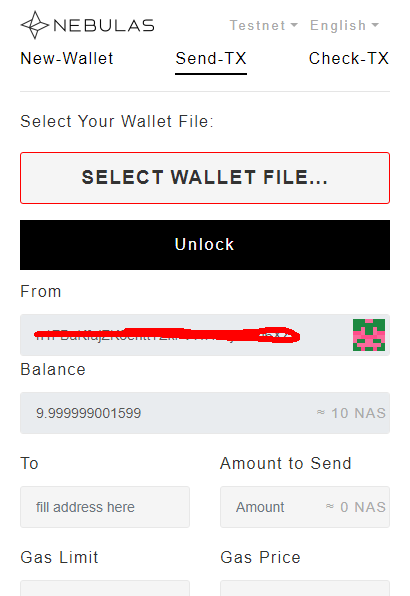 NEBULAS Testnet English
New-Wallet Send-TX Check-TX
Select Your Wallet File:
SELECT WALLET FILE...
Unlock
From
Balance
9.999999001599 ≈ 10 NAS
To Amount to Send
fill address here Amount ≈ 0 NAS
Gas Limit Gas Price